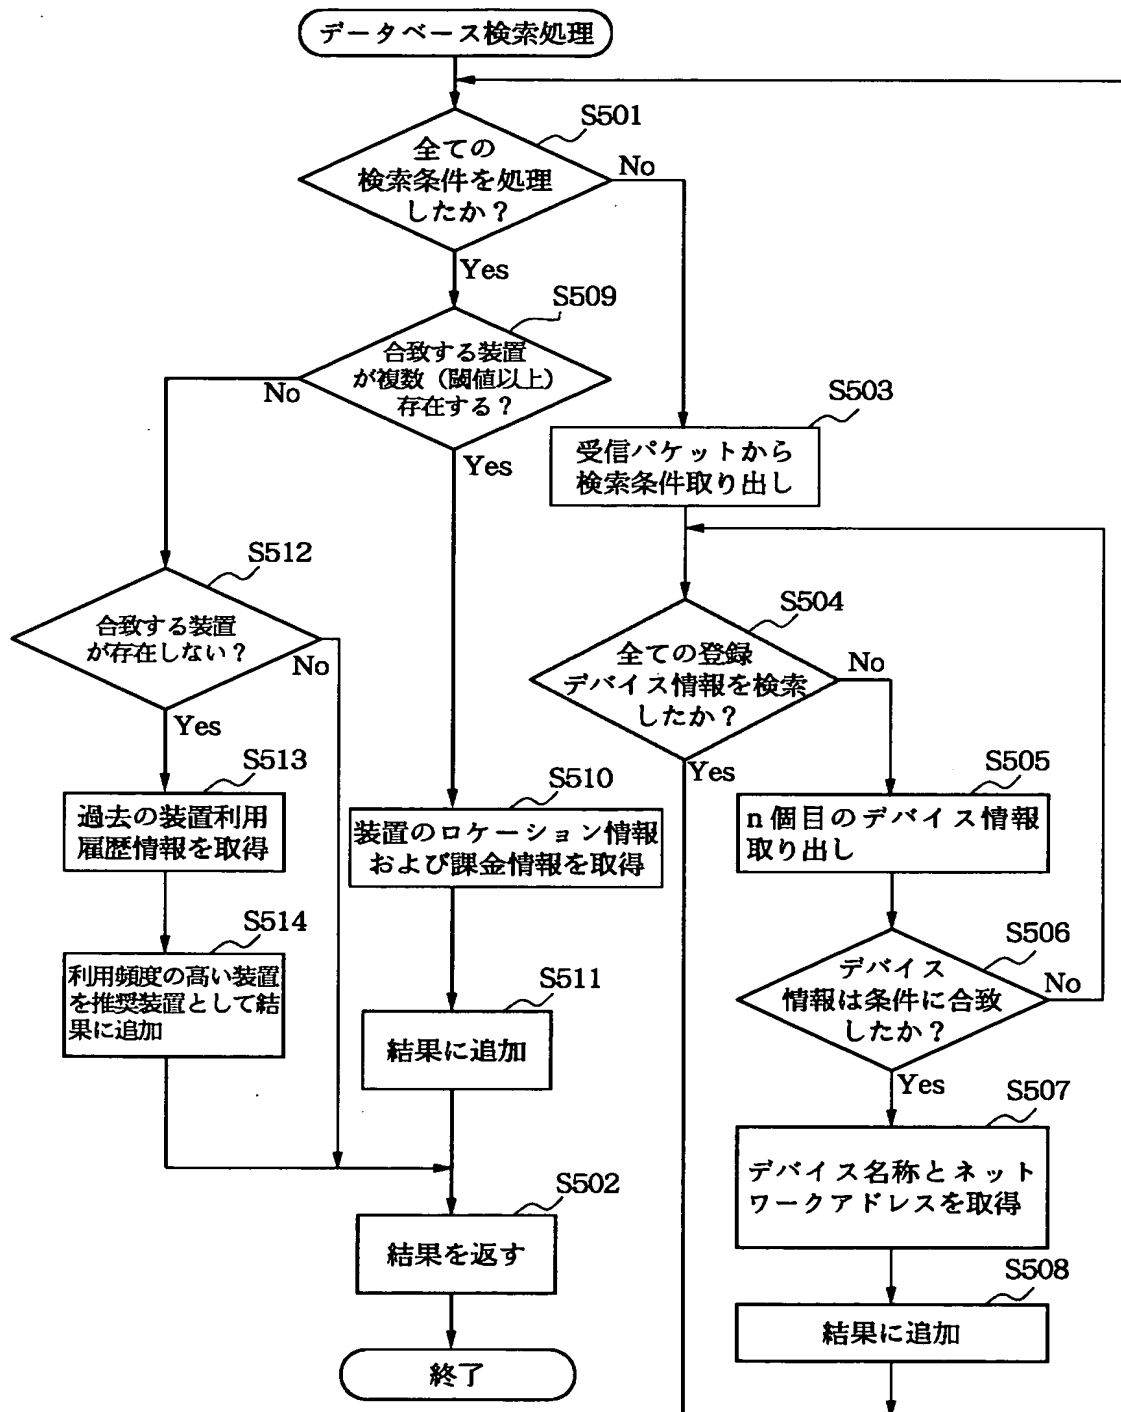 データベース検索処理
S501
全ての
検索条件を処理
したか？
No
Yes
S509
合致する装置
が複数（閾値以上）
存在する？
No
Yes
S503
受信パケットから
検索条件取り出し
S512
合致する装置
が存在しない？
No
Yes
S504
全ての登録
デバイス情報を検索
したか？
No
Yes
S513
過去の装置利用
履歴情報を取得
S510
装置のロケーション情報
および課金情報を取得
S505
n個目のデバイス情報
取り出し
S514
利用頻度の高い装置
を推奨装置として結
果に追加
S511
結果に追加
S506
デバイス
情報は条件に合致
したか？
No
Yes
S507
デバイス名称とネット
ワークアドレスを取得
S502
結果を返す
S508
結果に追加
終了